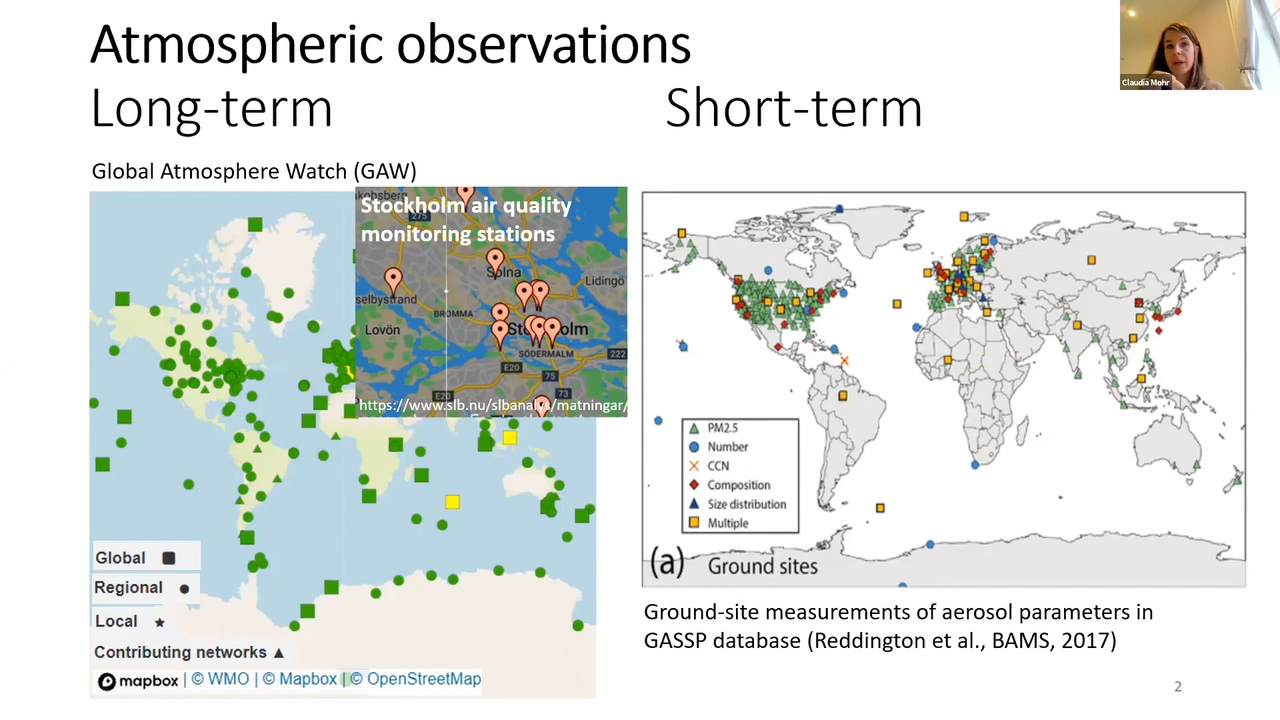 Atmospheric observations
Long-term
Short-term
Claudia Mohr
Global Atmosphere Watch (GAW)
Stockholm air quality
monitoring stations
275
Solna
Lidingö
selbystrand
BROMMA
Lovön
Stockholm
SÖDERMALM
222
E20
75
E20
73
https://www.slb.nu/slbanalys/matningar/
Global
Regional
Local
Contributing networks
mapbox | © WMO | © Mapbox | © OpenStreetMap
PM2.5
Number
CCN
Composition
Size distribution
Multiple
(a) Ground sites
Ground-site measurements of aerosol parameters in
GASSP database (Reddington et al., BAMS, 2017)
2